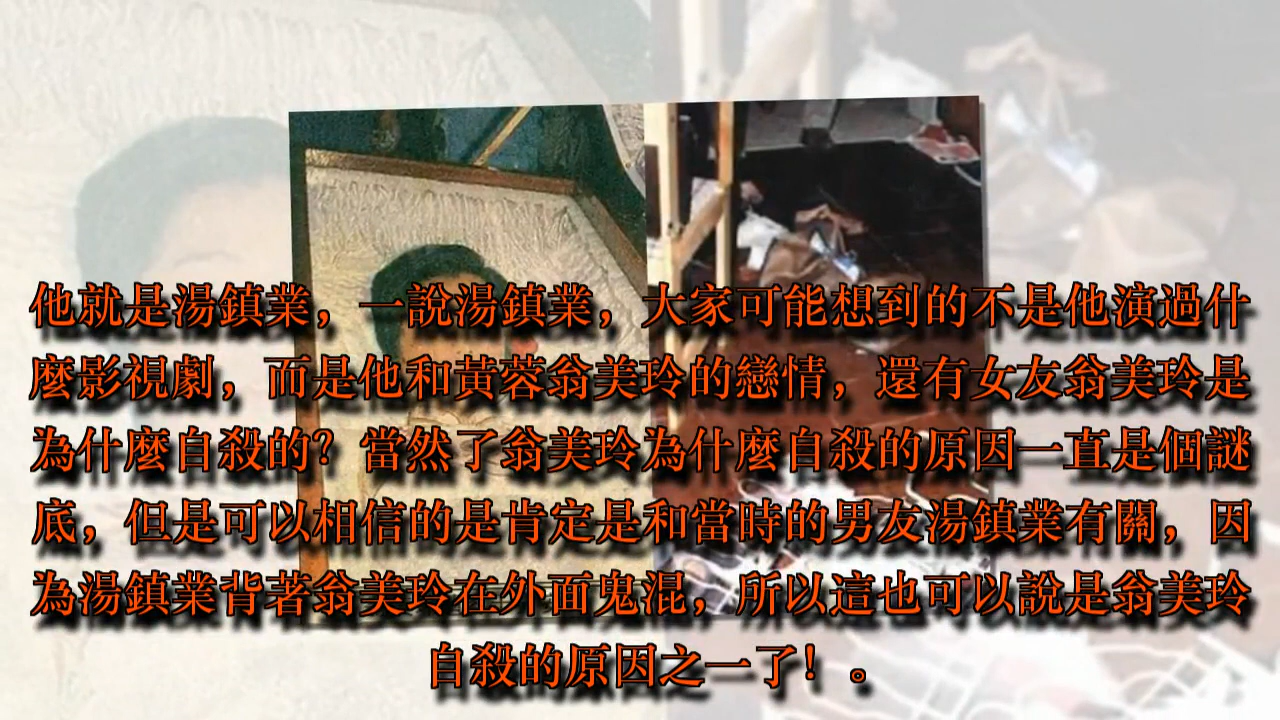 他就是湯鎮業，一說湯鎮業，大家可能想到的不是他演過什
麼影視劇，而是他和黃蓉翁美玲的戀情，還有女友翁美玲是
為什麼自殺的？當然了翁美玲為什麼自殺的原因一直是個謎
底，但是可以相信的是肯定是和當時的男友湯鎮業有關，因
為湯鎮業背著翁美玲在外面鬼混，所以這也可以說是翁美玲
自殺的原因之一了！。